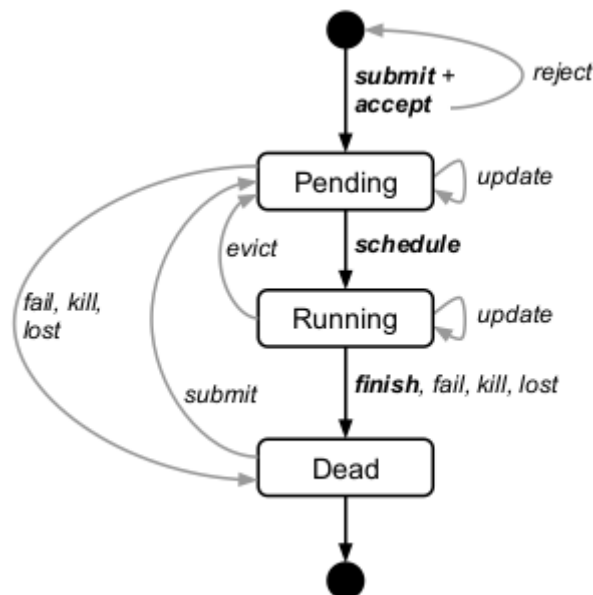 submit +
accept
reject
Pending
update
evict
schedule
fail, kill,
lost
Running
update
submit
finish, fail, kill, lost
Dead